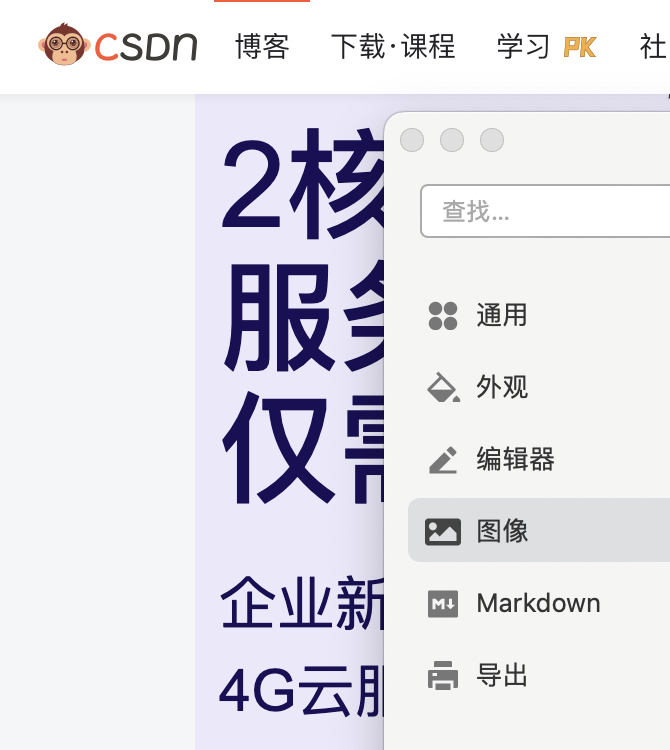 CSDN 博客 下载·课程 学习 PK 社
2核
服务
仅需
企业新
4G云服
查找...
通用
外观
编辑器
图像
Markdown
导出